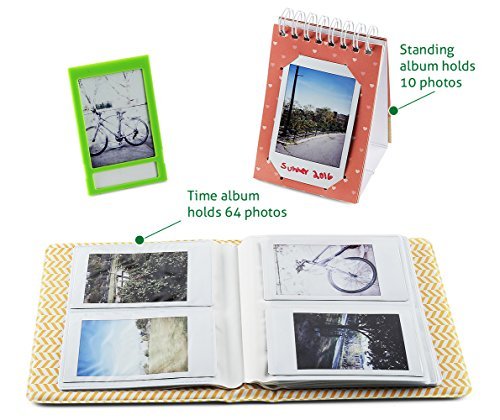 Standing
album holds
10 photos
Summer 2016
Time album
holds 64 photos